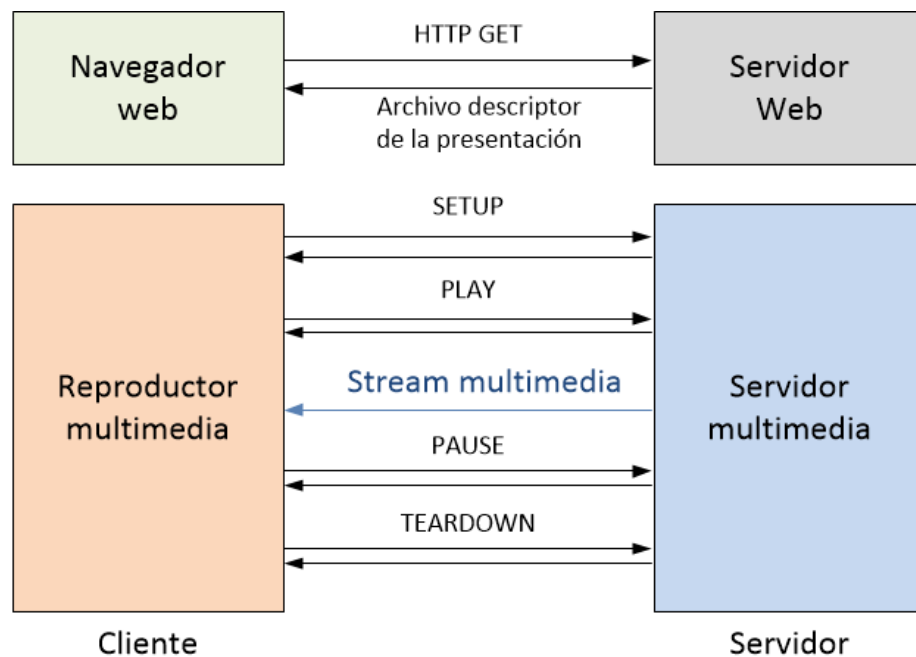 Navegador
web
HTTP GET
Archivo descriptor
de la presentación
Servidor
Web
Reproductor
multimedia
SETUP
PLAY
Stream multimedia
PAUSE
TEARDOWN
Servidor
multimedia
Cliente
Servidor